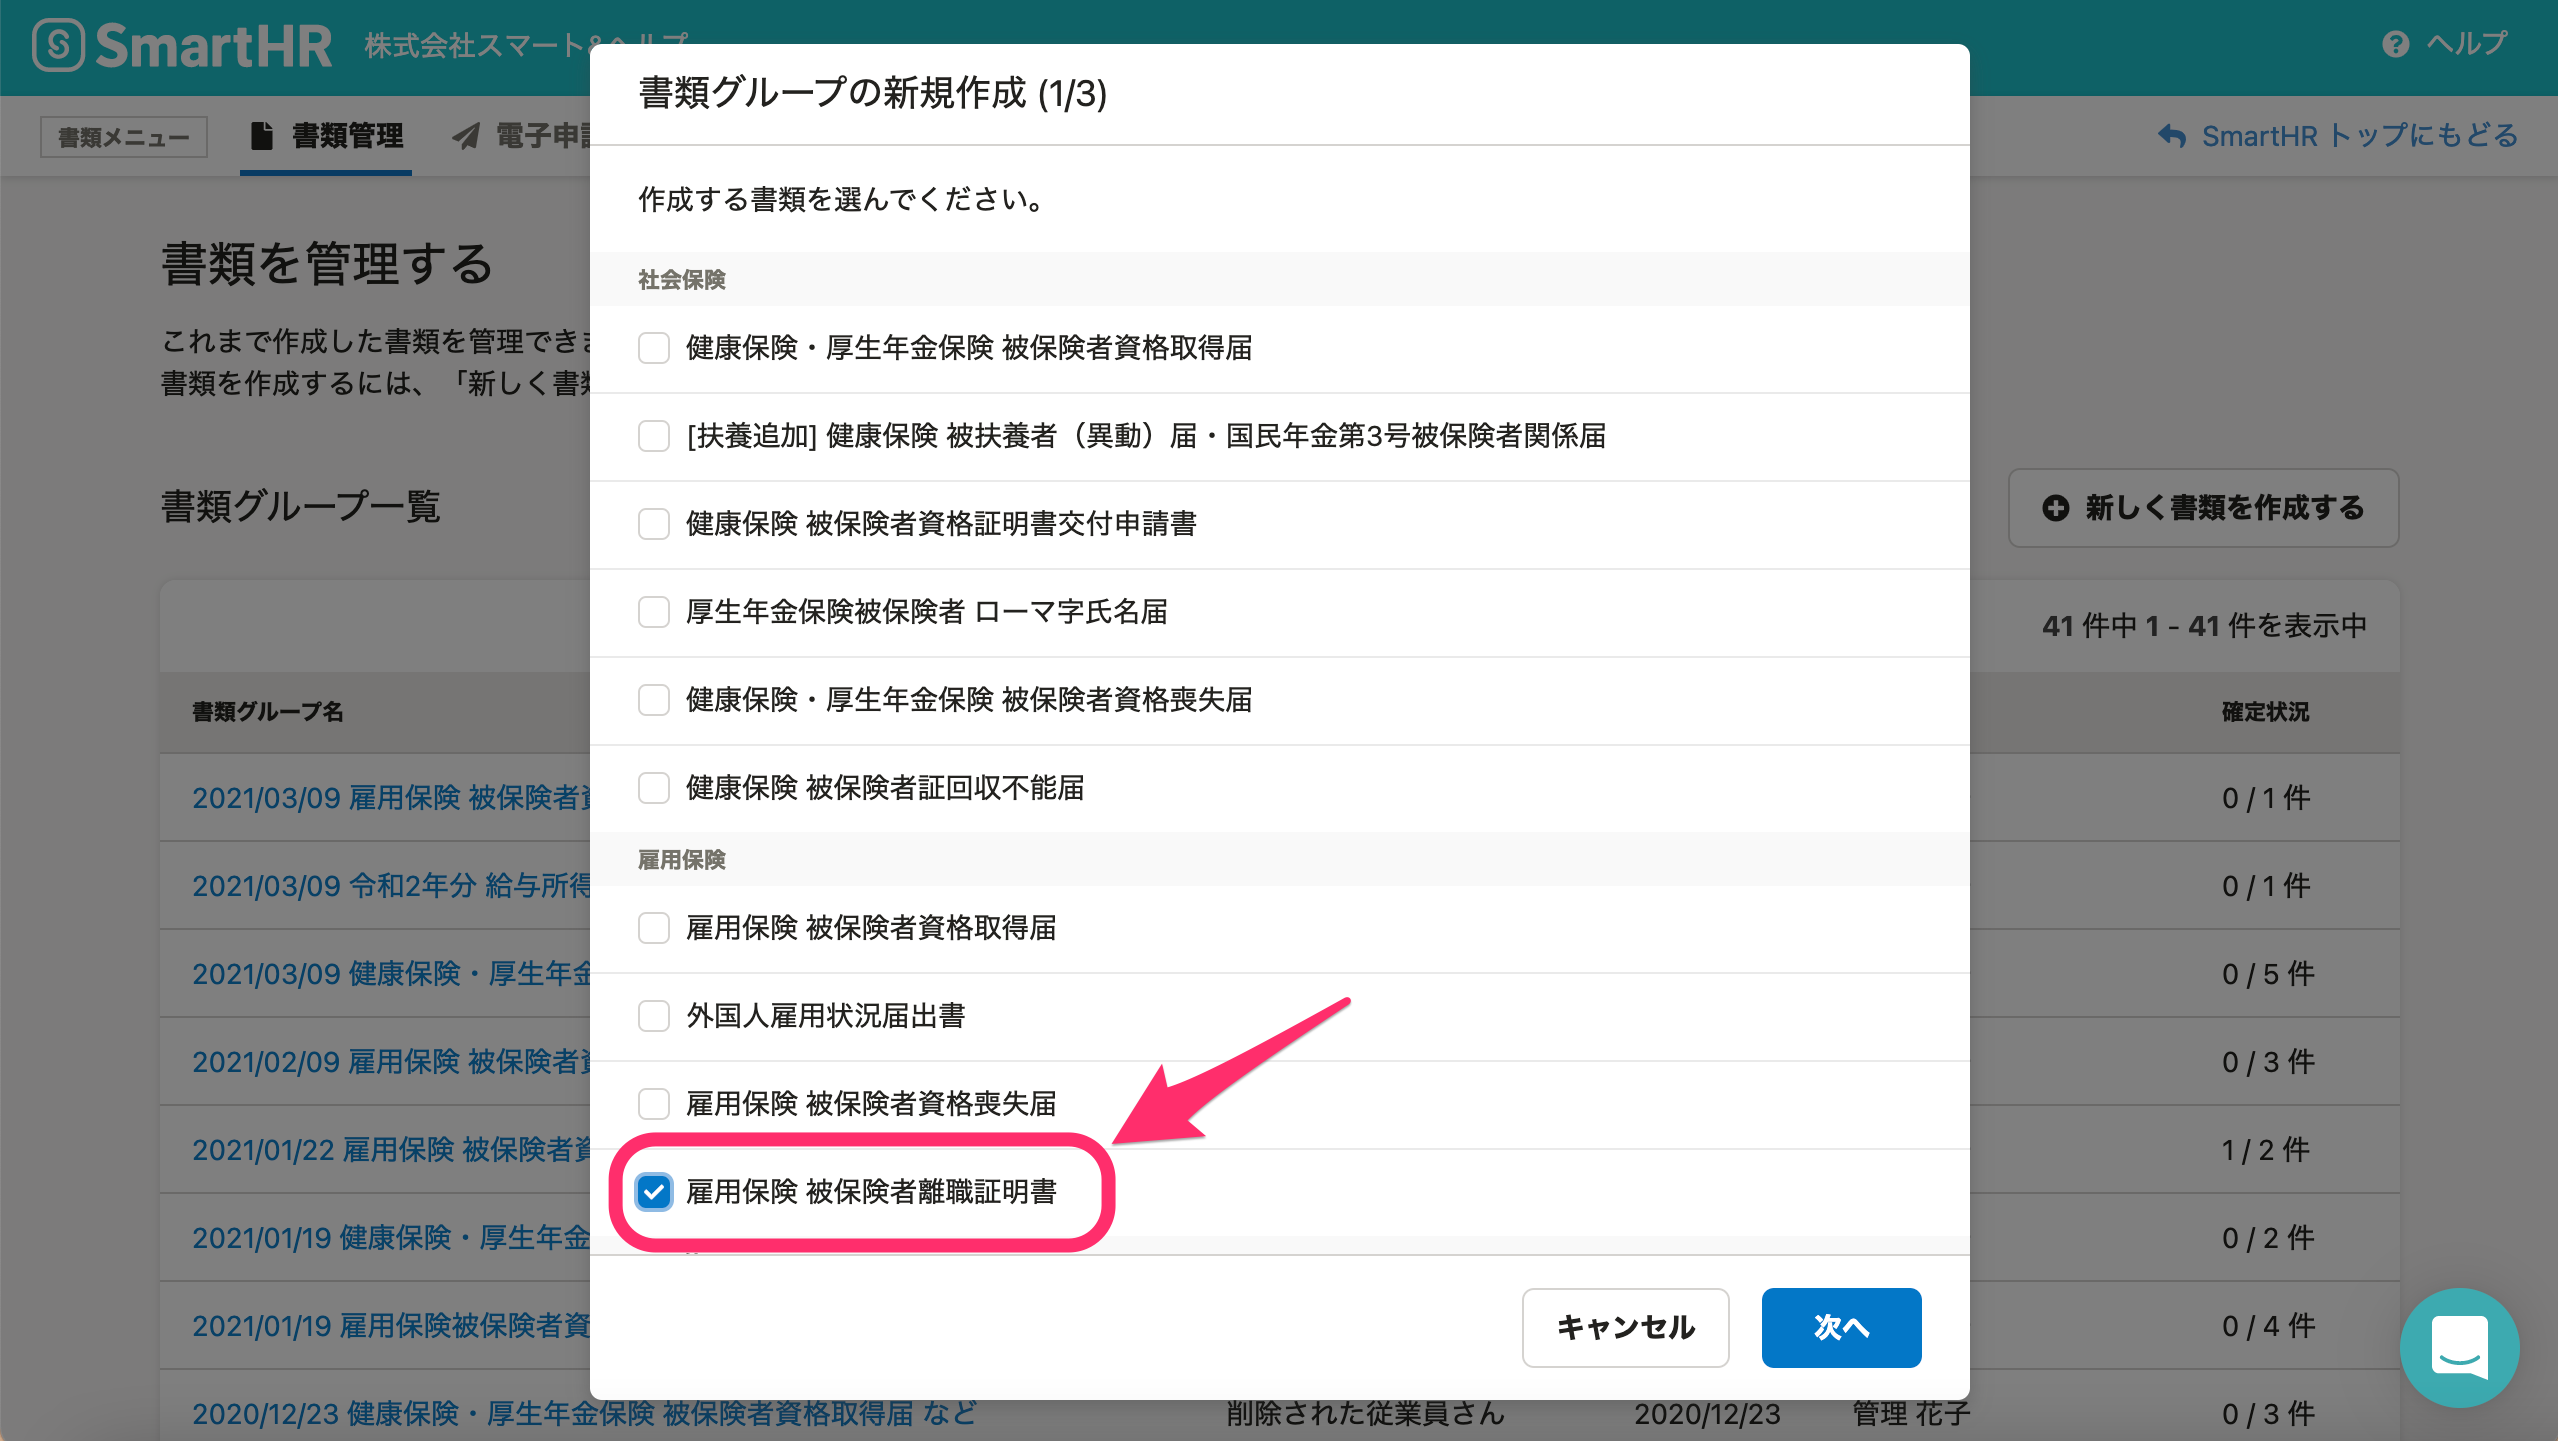 SmartHR 株式会社スマート&ヘルプ
ヘルプ
書類メニュー
書類管理
電子申
SmartHR トップにもどる
書類を管理する
これまで作成した書類を管理でき
書類を作成するには、「新しく書
書類グループ一覧
新しく書類を作成する
41 件中 1 - 41 件を表示中
書類グループ名
確定状況
2021/03/09 雇用保険 被保険者
0 / 1 件
2021/03/09 令和2年分 給与所得
0 / 1 件
2021/03/09 健康保険・厚生年金
0 / 5 件
2021/02/09 雇用保険 被保険者
0 / 3 件
2021/01/22 雇用保険 被保険者資
1 / 2 件
2021/01/19 健康保険・厚生年金
0 / 2 件
2021/01/19 雇用保険被保険者資
0 / 4 件
2020/12/23 健康保険・厚生年金保険 被保険者資格取得届 など
削除された従業員さん
2020/12/23
管理 花子
0 / 3 件
書類グループの新規作成 (1/3)
作成する書類を選んでください。
社会保険
健康保険・厚生年金保険 被保険者資格取得届
[扶養追加] 健康保険 被扶養者（異動）届・国民年金第3号被保険者関係届
健康保険 被保険者資格証明書交付申請書
厚生年金保険被保険者 ローマ字氏名届
健康保険・厚生年金保険 被保険者資格喪失届
健康保険 被保険者証回収不能届
雇用保険
雇用保険 被保険者資格取得届
外国人雇用状況届出書
雇用保険 被保険者資格喪失届
雇用保険 被保険者離職証明書
キャンセル
次へ